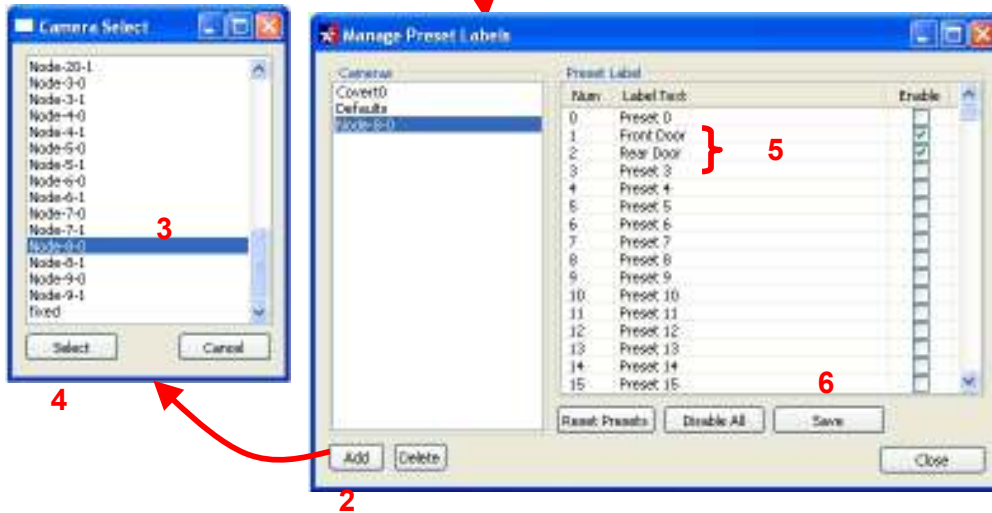 Camera Select
Node-20-1
Node-3-0
Node-3-1
Node-4-0
Node-4-1
Node-5-0
Node-5-1
Node-6-0
Node-6-1
Node-7-0
Node-7-1
3
Node-8-0
Node-8-1
Node-9-0
Node-9-1
fixed
Select
Cancel
4
Manage Preset Labels
Cameras
Covert0
Defaults
Node-8-0
Add
Delete
2
Preset Label
Num Label Text Enable
0 Preset 0
1 Front Door
2 Rear Door
5
3 Preset 3
4 Preset 4
5 Preset 5
6 Preset 6
7 Preset 7
8 Preset 8
9 Preset 9
10 Preset 10
11 Preset 11
12 Preset 12
13 Preset 13
14 Preset 14
15 Preset 15
6
Reset Presets
Disable All
Save
Close